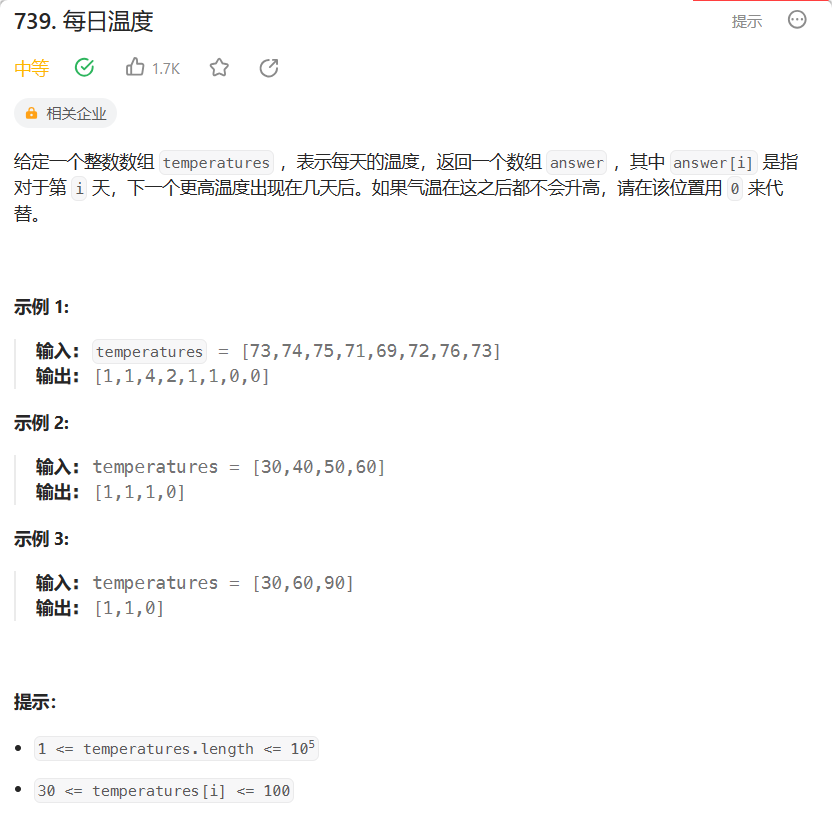 739. 每日温度
提示
中等
1.7K
相关企业
给定一个整数数组 temperatures ，表示每天的温度，返回一个数组 answer ，其中 answer[i] 是指
对于第 i 天，下一个更高温度出现在几天后。如果气温在这之后都不会升高，请在该位置用 0 来代
替。
示例 1:
输入: temperatures = [73,74,75,71,69,72,76,73]
输出: [1,1,4,2,1,1,0,0]
示例 2:
输入: temperatures = [30,40,50,60]
输出: [1,1,1,0]
示例 3:
输入: temperatures = [30,60,90]
输出: [1,1,0]
提示：
1 <= temperatures.length <= 10⁵
30 <= temperatures[i] <= 100